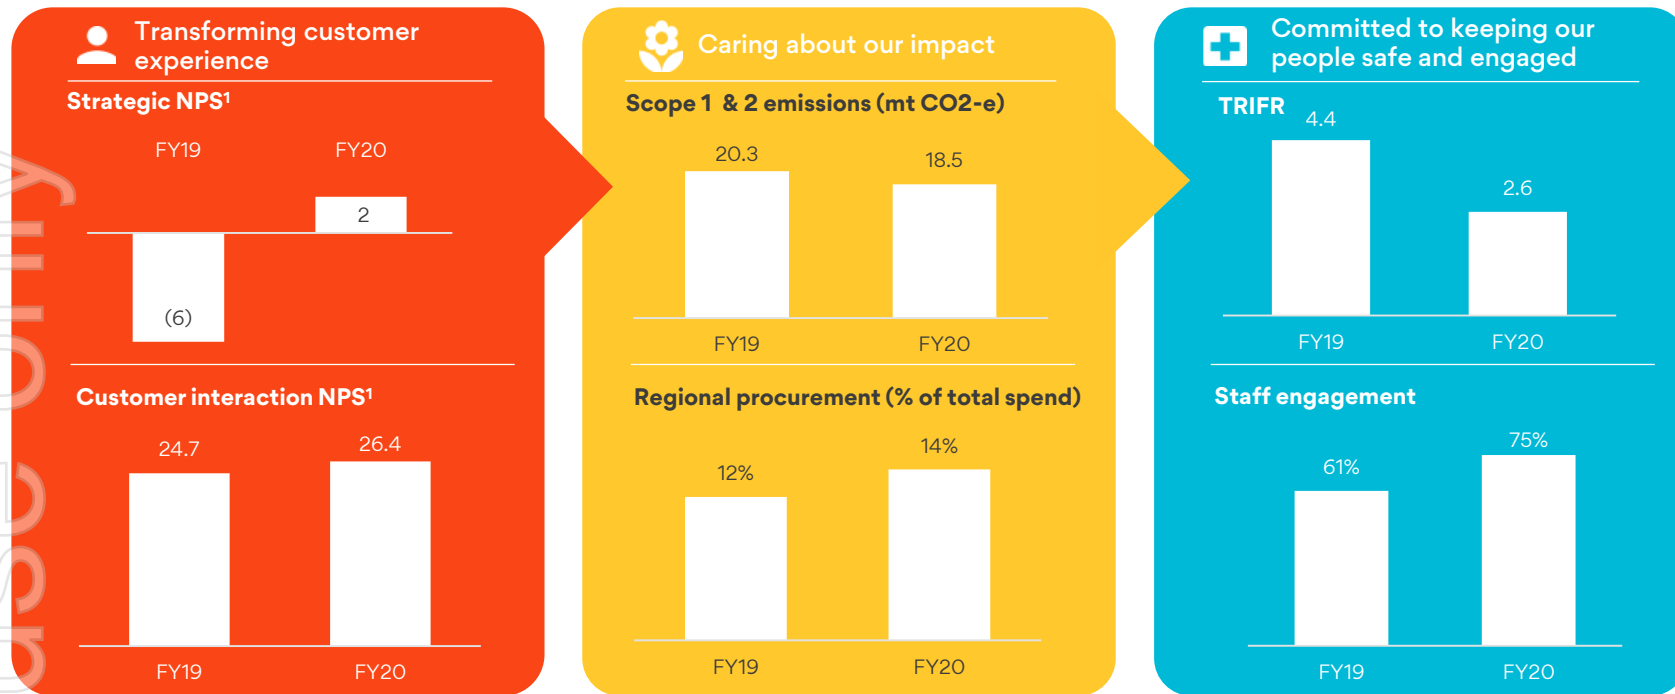 Transforming customer
experience
Strategic NPS¹
FY19 FY20
2
(6)
Customer interaction NPS¹
24.7 26.4
FY19 FY20
Caring about our impact
Scope 1 & 2 emissions (mt CO2-e)
20.3 18.5
FY19 FY20
Regional procurement (% of total spend)
12% 14%
FY19 FY20
Committed to keeping our
people safe and engaged
TRIFR
4.4
2.6
FY19 FY20
Staff engagement
61% 75%
FY19 FY20
use only